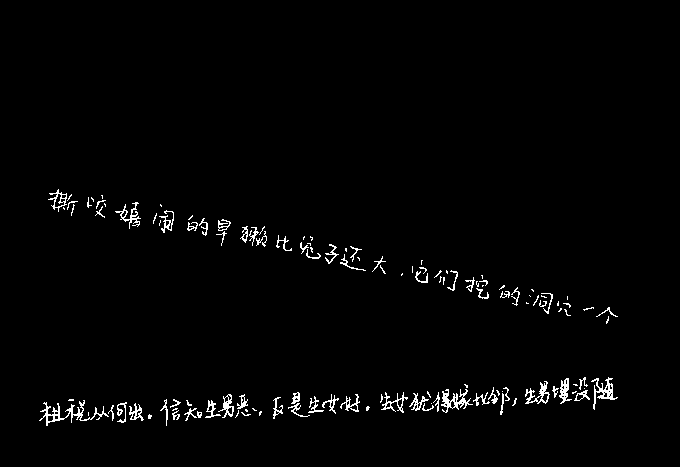 撕咬嬉闹的旱獭比兔子还大，它们挖的洞穴一个
租税从何出。信知生男恶，反是生女好。生女犹得嫁比邻，生男埋没随